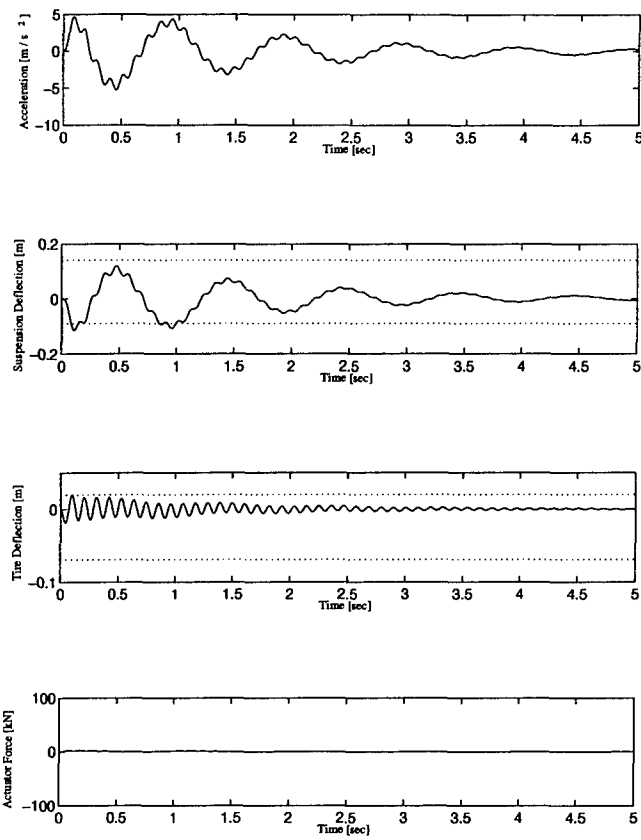 5
0
−5
−10
Acceleration [m / s ²]
0 0.5 1 1.5 2 2.5 3 3.5 4 4.5 5
Time [sec]
0.2
0
−0.2
Suspension Deflection [m]
0 0.5 1 1.5 2 2.5 3 3.5 4 4.5 5
Time [sec]
0
−0.1
Tire Deflection [m]
0 0.5 1 1.5 2 2.5 3 3.5 4 4.5 5
Time [sec]
100
0
−100
Actuator Force [kN]
0 0.5 1 1.5 2 2.5 3 3.5 4 4.5 5
Time [sec]